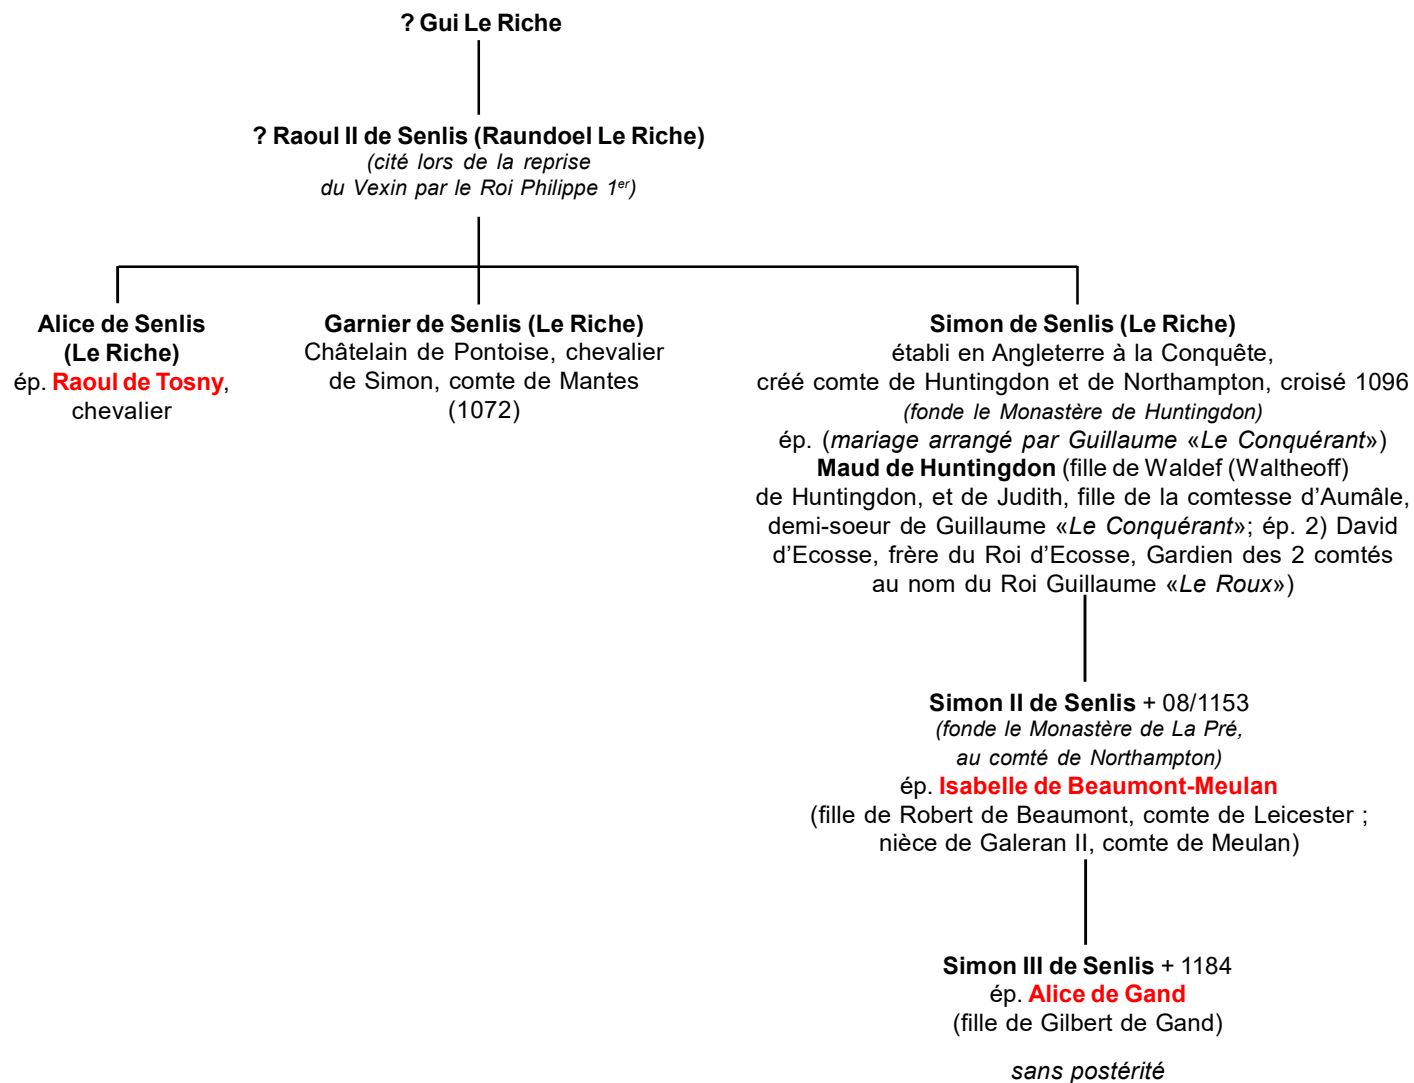 ? Gui Le Riche
? Raoul II de Senlis (Raundoel Le Riche)
(cité lors de la reprise
du Vexin par le Roi Philippe 1er)
Alice de Senlis
(Le Riche)
ép. Raoul de Tosny,
chevalier
Garnier de Senlis (Le Riche)
Châtelain de Pontoise, chevalier
de Simon, comte de Mantes
(1072)
Simon de Senlis (Le Riche)
établi en Angleterre à la Conquête,
créé comte de Huntingdon et de Northampton, croisé 1096
(fonde le Monastère de Huntingdon)
ép. (mariage arrangé par Guillaume «Le Conquérant»)
Maud de Huntingdon (fille de Waldef (Waltheoff)
de Huntingdon, et de Judith, fille de la comtesse d'Aumâle,
demi-soeur de Guillaume «Le Conquérant»; ép. 2) David
d'Ecosse, frère du Roi d'Ecosse, Gardien des 2 comtés
au nom du Roi Guillaume «Le Roux»)
Simon II de Senlis + 08/1153
(fonde le Monastère de La Pré,
au comté de Northampton)
ép. Isabelle de Beaumont-Meulan
(fille de Robert de Beaumont, comte de Leicester ;
nièce de Galeran II, comte de Meulan)
Simon III de Senlis + 1184
ép. Alice de Gand
(fille de Gilbert de Gand)
sans postérité